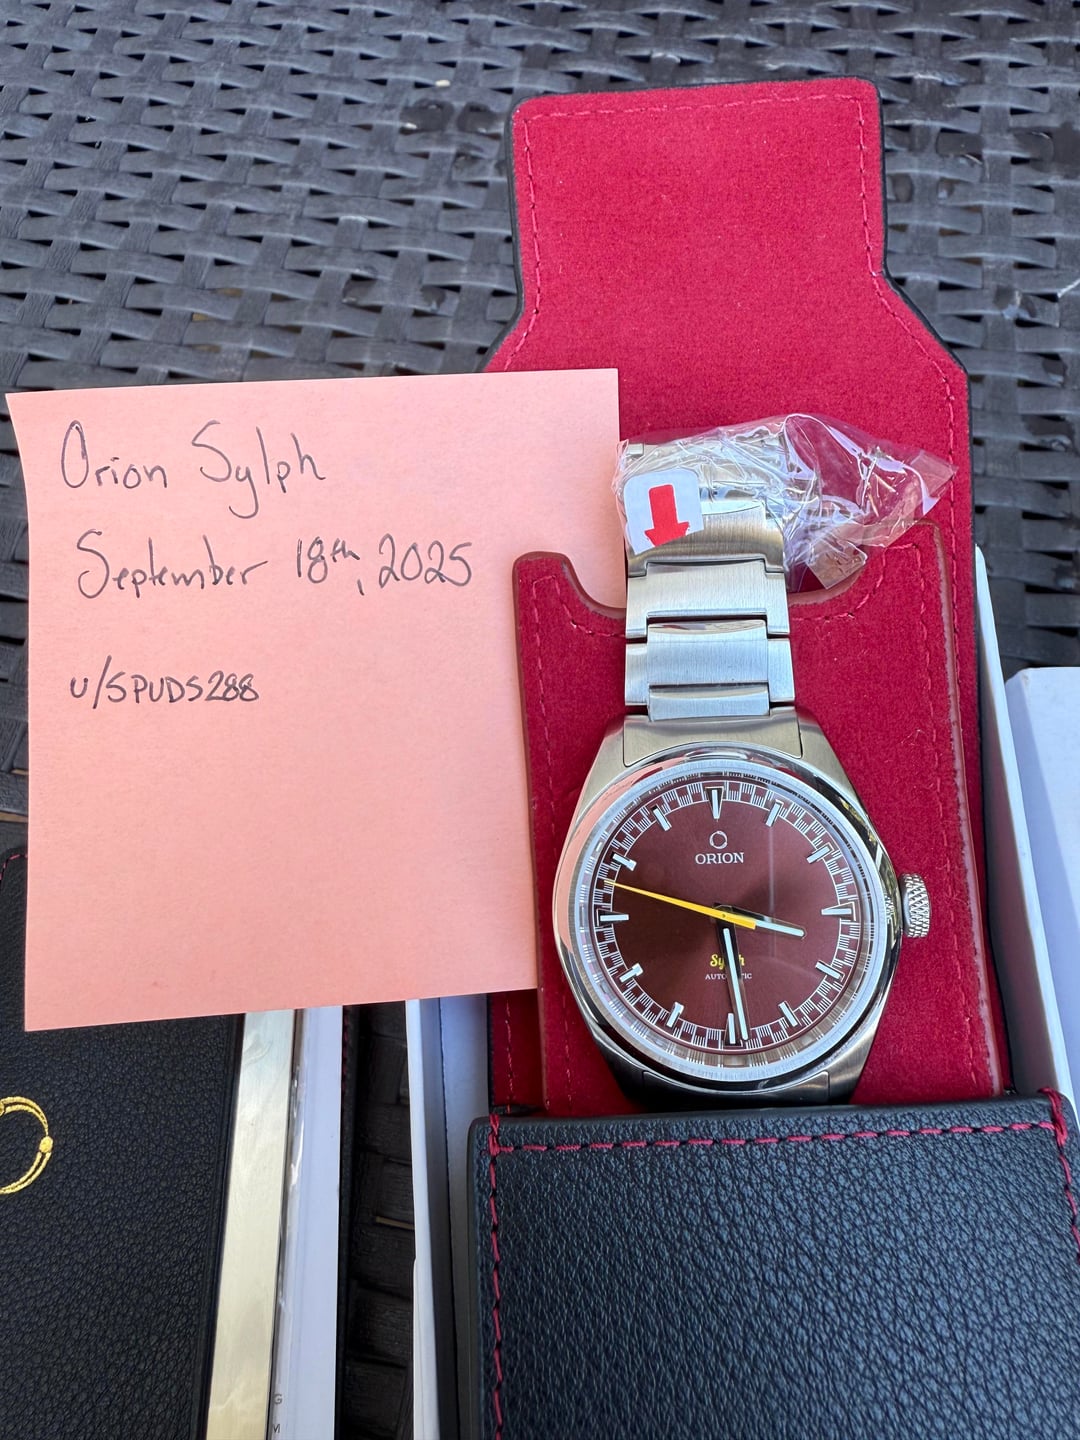 Orion Sylph
September 18th, 2025
u/SPUDS288
ORION
Sylph
AUTOMATIC
G
M